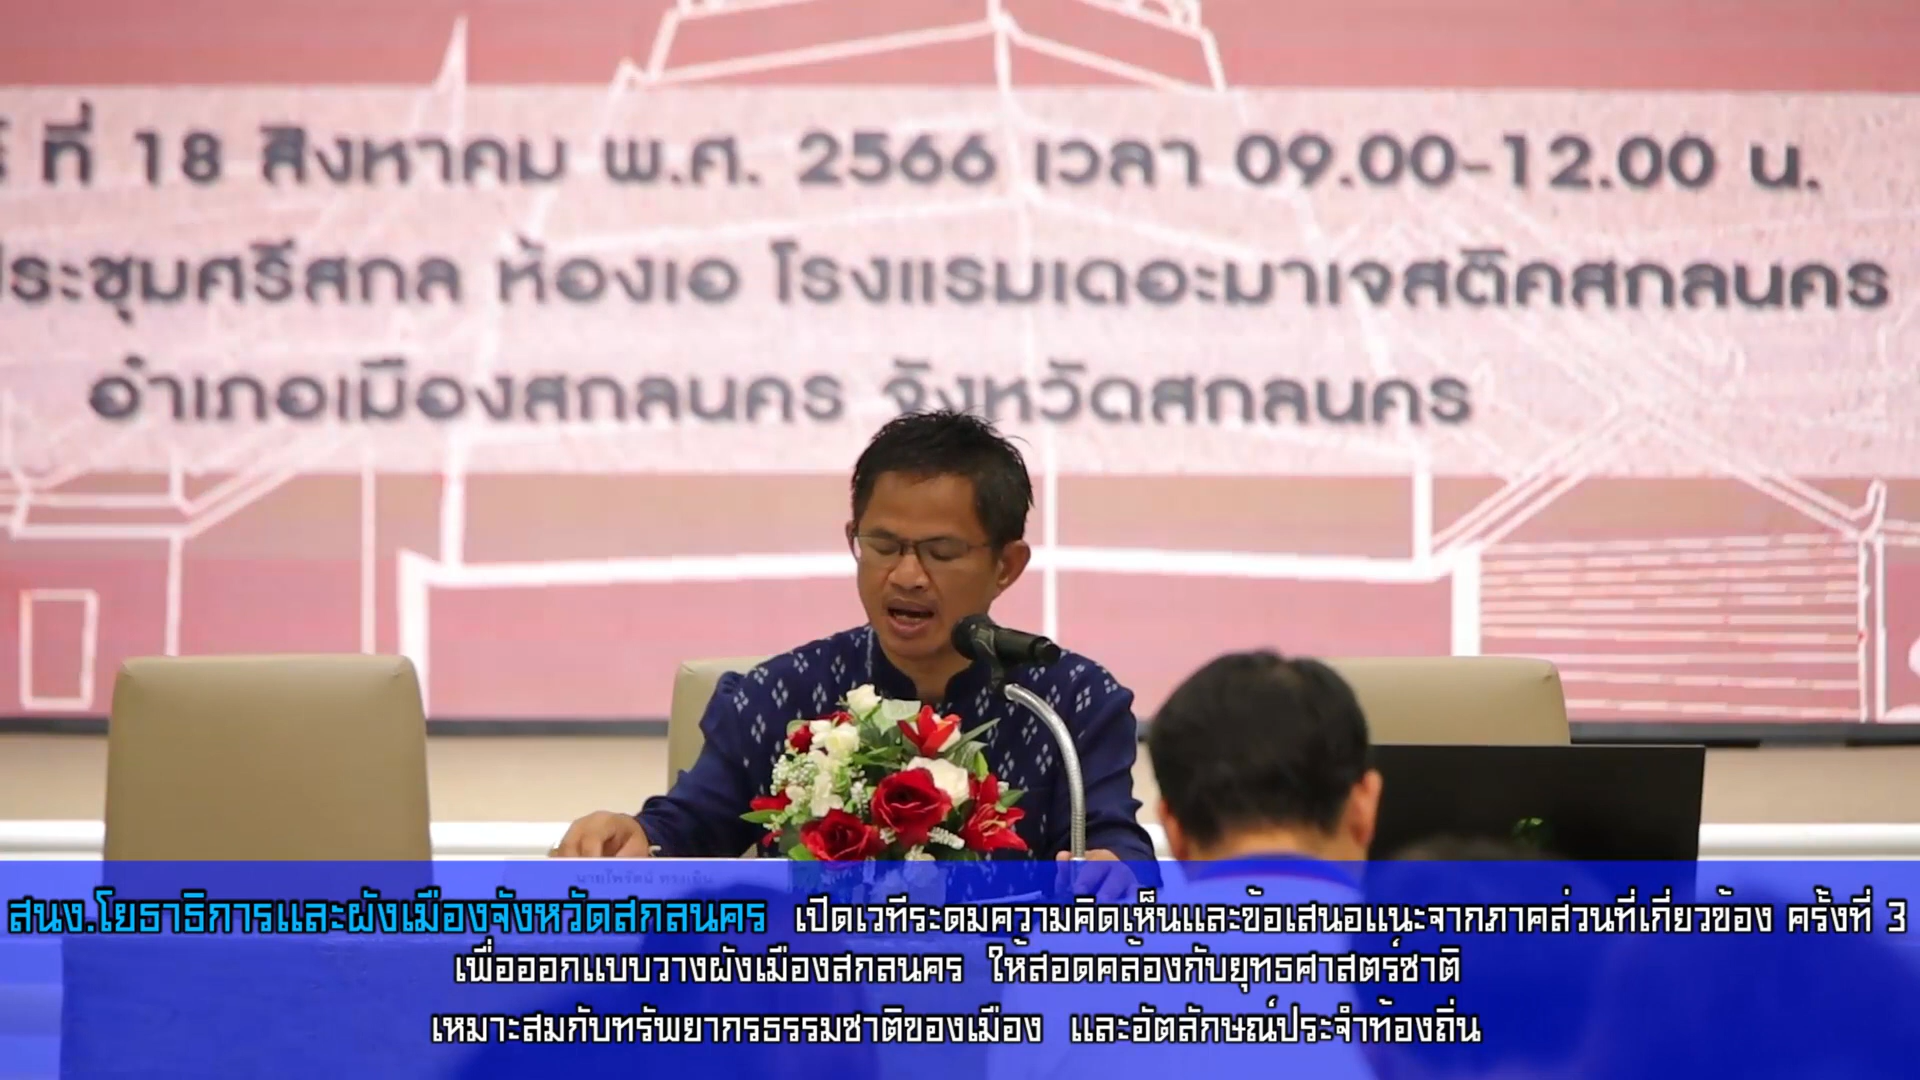 ที่ 18 สิงหาคม พ.ศ. 2566 เวลา 09.00-12.00 น.
ประชุมศรีสกล ห้องเอ โรงแรมเดอะมาเจสติคสกลนคร
อำเภอเมืองสกลนคร จังหวัดสกลนคร
นายไพรัตน์
สนง.โยธาธิการและผังเมืองจังหวัดสกลนคร เปิดเวทีระดมความคิดเห็นและข้อเสนอแนะจากภาคส่วนที่เกี่ยวข้อง ครั้งที่ 3
เพื่อออกแบบวางผังเมืองสกลนคร ให้สอดคล้องกับยุทธศาสตร์ชาติ
เหมาะสมกับทรัพยากรธรรมชาติของเมือง และอัตลักษณ์ประจำท้องถิ่น